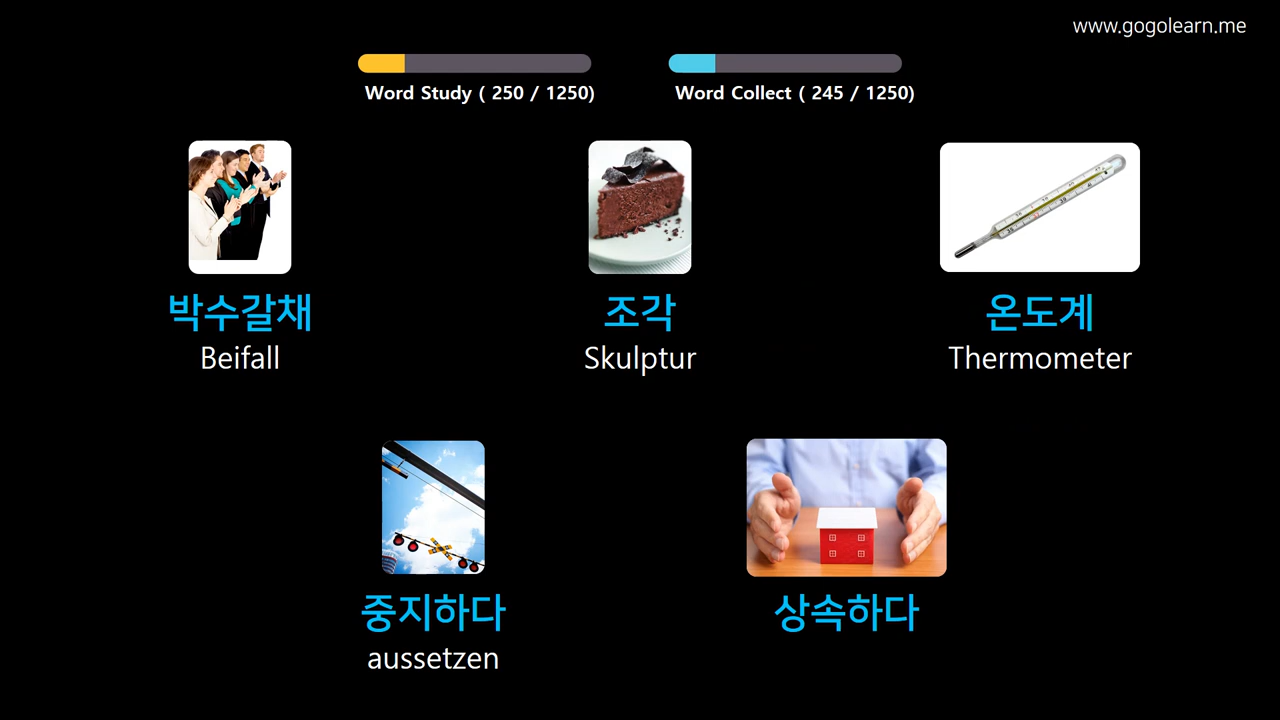 www.gogolearn.me
Word Study ( 250 / 1250)
Word Collect ( 245 / 1250)
박수갈채
Beifall
조각
Skulptur
온도계
Thermometer
중지하다
aussetzen
상속하다